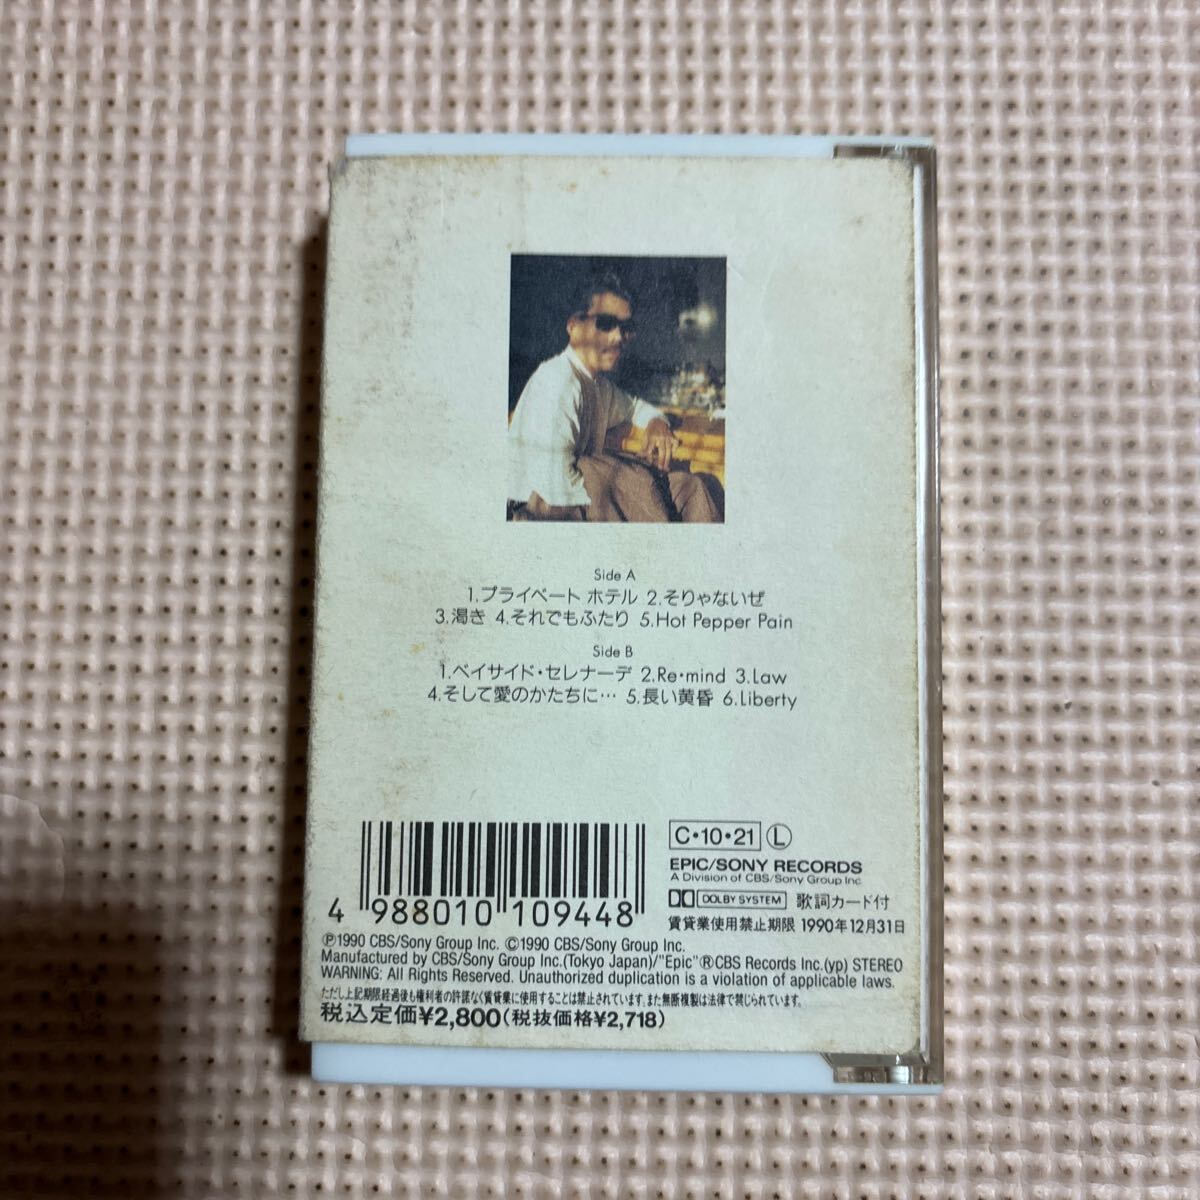 Side A
1.プライベート ホテル 2.そりゃないぜ
3.渇き 4.それでもふたり 5.Hot Pepper Pain
Side B
1.ベイサイド・セレナーデ 2.Re•mind 3.Law
4.そして愛のかたちに… 5.長い黄昏 6.Liberty
C•10•21 Ⓛ
EPIC/SONY RECORDS
A Division of CBS/Sony Group Inc.
DOLBY SYSTEM 歌詞カード付
賃貸業使用禁止期限 1990年12月31日
4 988010 109448
Ⓟ1990 CBS/Sony Group Inc. ©1990 CBS/Sony Group Inc.
Manufactured by CBS/Sony Group Inc.(Tokyo Japan)/"Epic"®CBS Records Inc.(yp) STEREO
WARNING: All Rights Reserved. Unauthorized duplication is a violation of applicable laws.
ただし上記期限経過後も権利者の許諾なく賃貸業に使用することは禁止されています。また無断複製は法律で禁じられています。
税込定価¥2,800(税抜価格¥2,718)